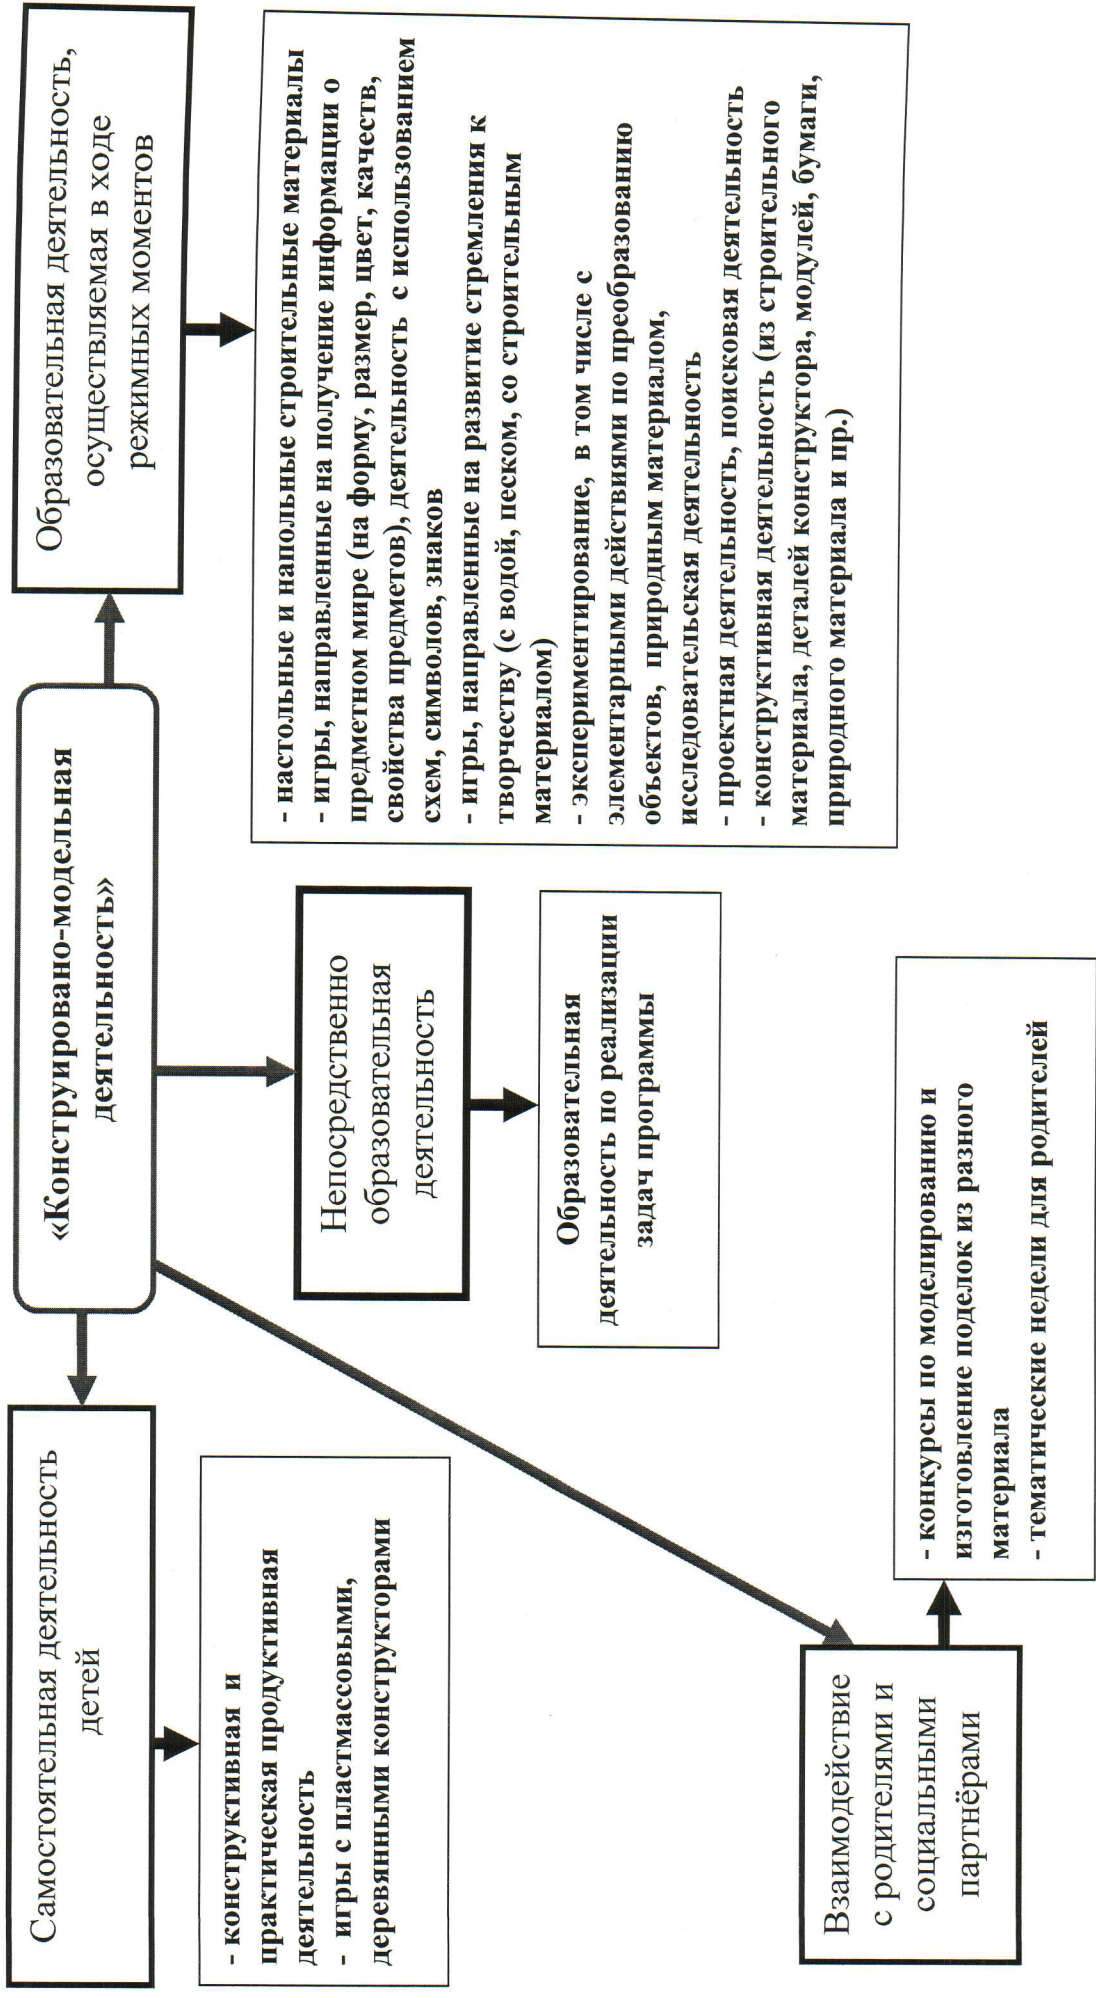 «Конструировано-модельная
деятельность»
Самостоятельная деятельность
детей
- конструктивная и
практическая продуктивная
деятельность
- игры с пластмассовыми,
деревянными конструкторами
Непосредственно
образовательная
деятельность
Образовательная
деятельность по реализации
задач программы
Образовательная деятельность,
осуществляемая в ходе
режимных моментов
- настольные и напольные строительные материалы
- игры, направленные на получение информации о
предметном мире (на форму, размер, цвет, качеств,
свойства предметов), деятельность с использованием
схем, символов, знаков
- игры, направленные на развитие стремления к
творчеству (с водой, песком, со строительным
материалом)
- экспериментирование, в том числе с
элементарными действиями по преобразованию
объектов, природным материалом,
исследовательская деятельность
- проектная деятельность, поисковая деятельность
- конструктивная деятельность (из строительного
материала, деталей конструктора, модулей, бумаги,
природного материала и пр.)
Взаимодействие
с родителями и
социальными
партнёрами
- конкурсы по моделированию и
изготовление поделок из разного
материала
- тематические недели для родителей